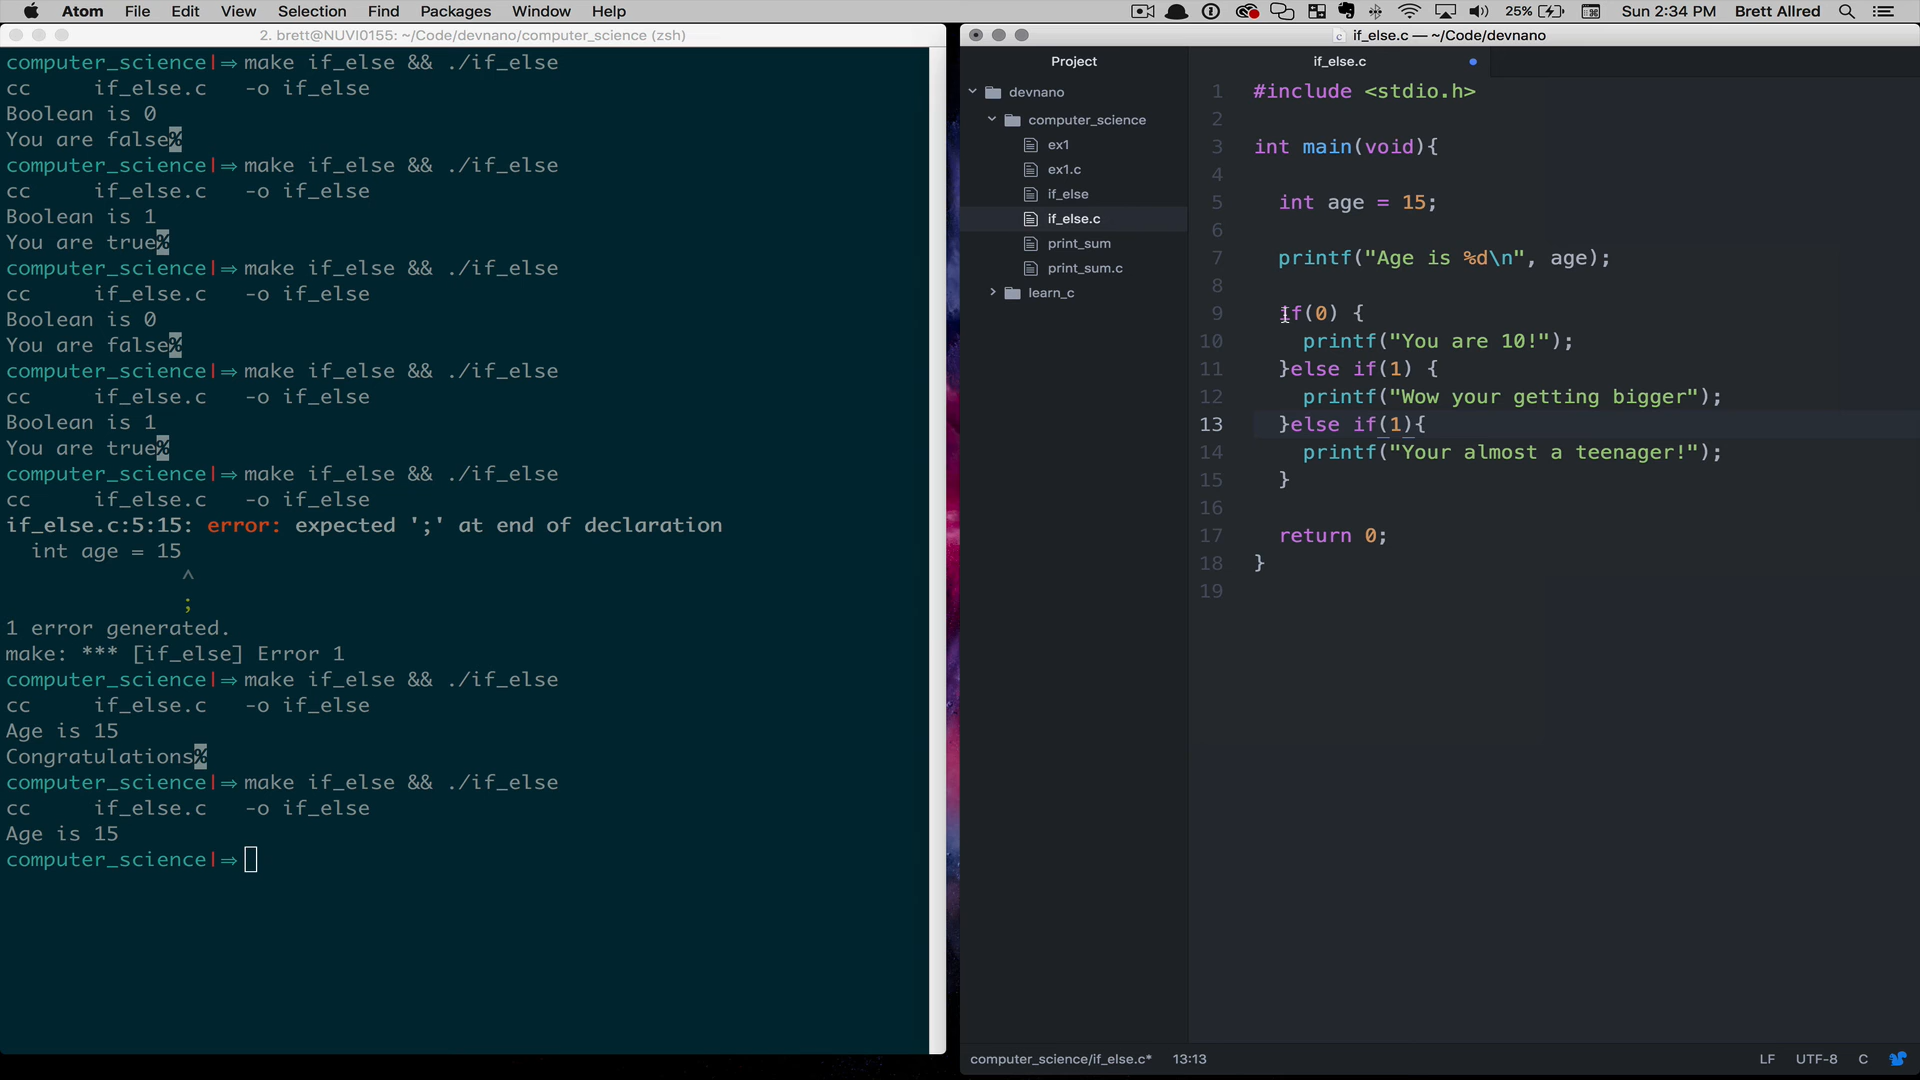 Atom File Edit View Selection Find Packages Window Help 25% Sun 2:34 PM Brett Allred
2. brett@NUVI0155: ~/Code/devnano/computer_science (zsh)
computer_science|⇒ make if_else && ./if_else
cc if_else.c -o if_else
Boolean is 0
You are false%
computer_science|⇒ make if_else && ./if_else
cc if_else.c -o if_else
Boolean is 1
You are true%
computer_science|⇒ make if_else && ./if_else
cc if_else.c -o if_else
Boolean is 0
You are false%
computer_science|⇒ make if_else && ./if_else
cc if_else.c -o if_else
Boolean is 1
You are true%
computer_science|⇒ make if_else && ./if_else
cc if_else.c -o if_else
if_else.c:5:15: error: expected ';' at end of declaration
int age = 15
^
;
1 error generated.
make: *** [if_else] Error 1
computer_science|⇒ make if_else && ./if_else
cc if_else.c -o if_else
Age is 15
Congratulations%
computer_science|⇒ make if_else && ./if_else
cc if_else.c -o if_else
Age is 15
computer_science|⇒
if_else.c — ~/Code/devnano
Project
devnano
computer_science
ex1
ex1.c
if_else
if_else.c
print_sum
print_sum.c
learn_c
if_else.c
1 #include <stdio.h>
2
3 int main(void){
4
5 int age = 15;
6
7 printf("Age is %d\n", age);
8
9 if(0) {
10 printf("You are 10!");
11 }else if(1) {
12 printf("Wow your getting bigger");
13 }else if(1){
14 printf("Your almost a teenager!");
15 }
16
17 return 0;
18 }
19
computer_science/if_else.c* 13:13 LF UTF-8 C